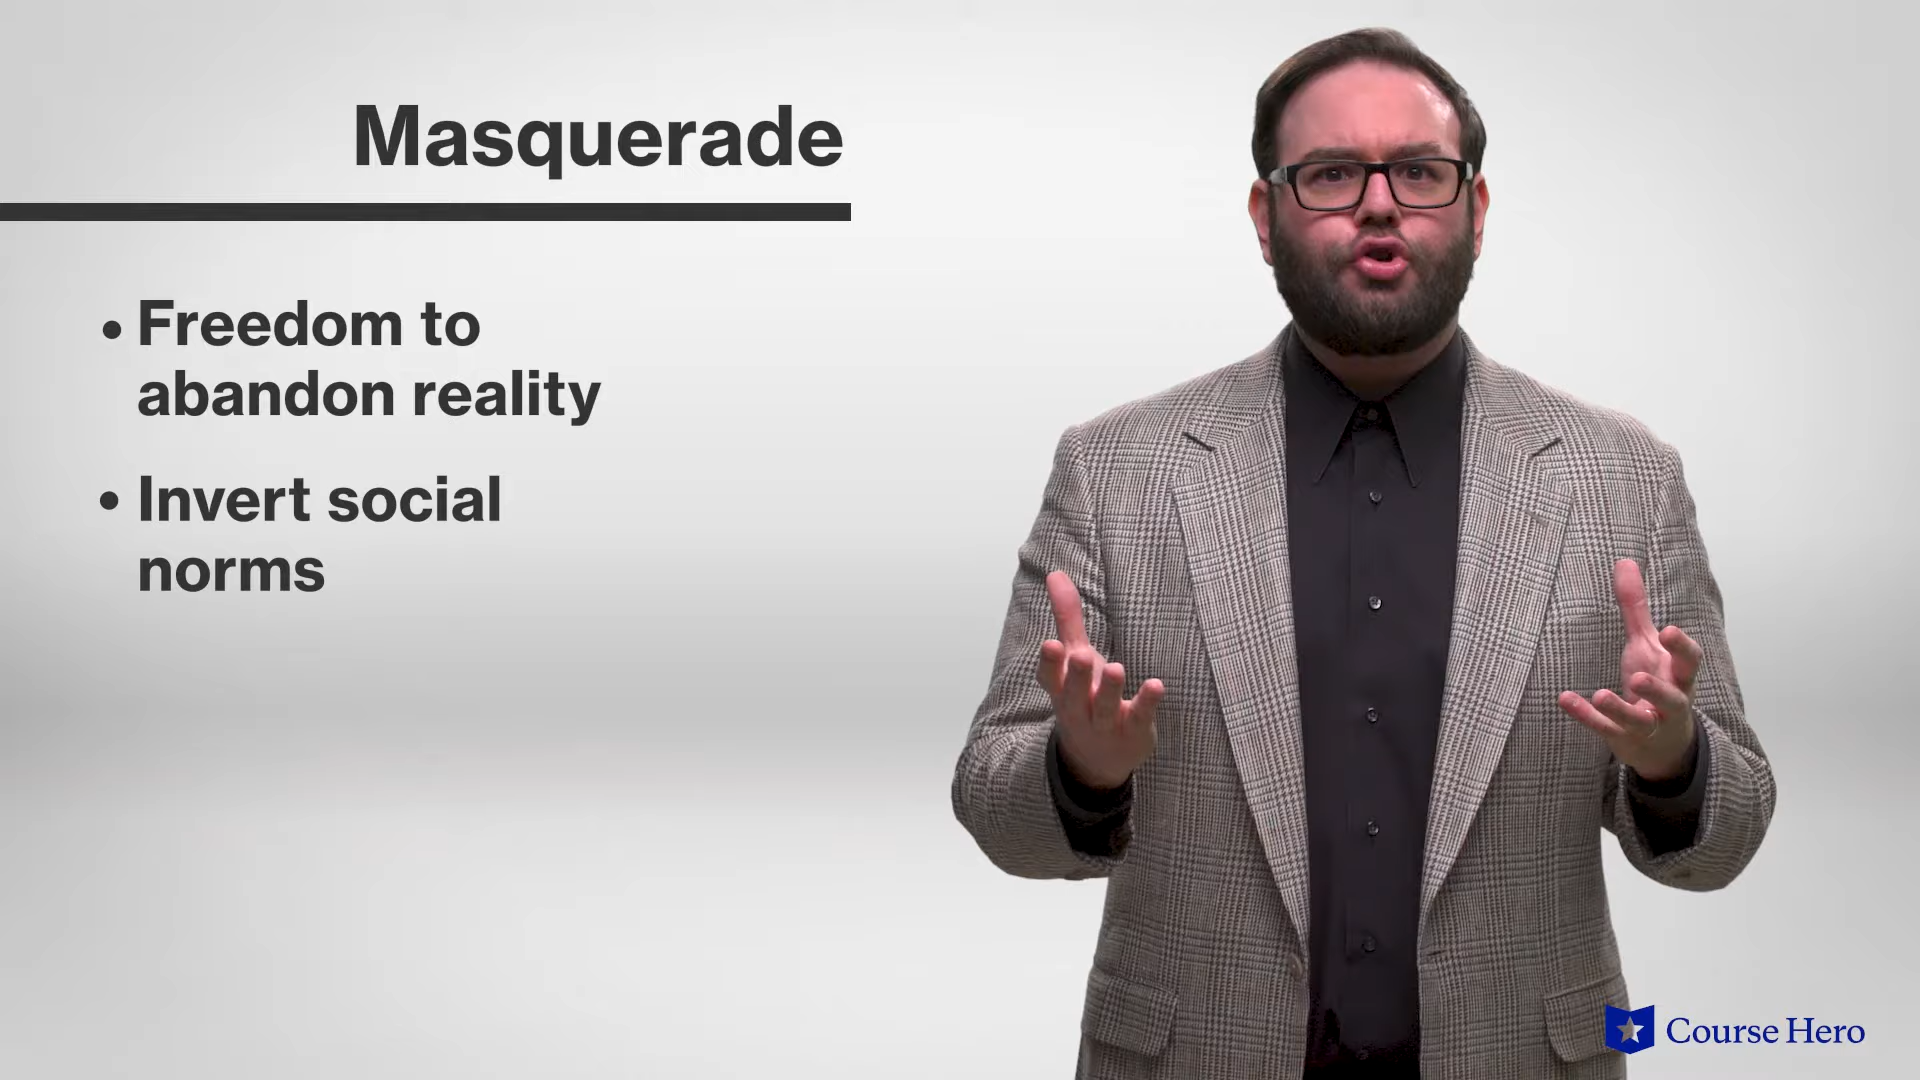 Masquerade
• Freedom to
abandon reality
• Invert social
norms
Course Hero